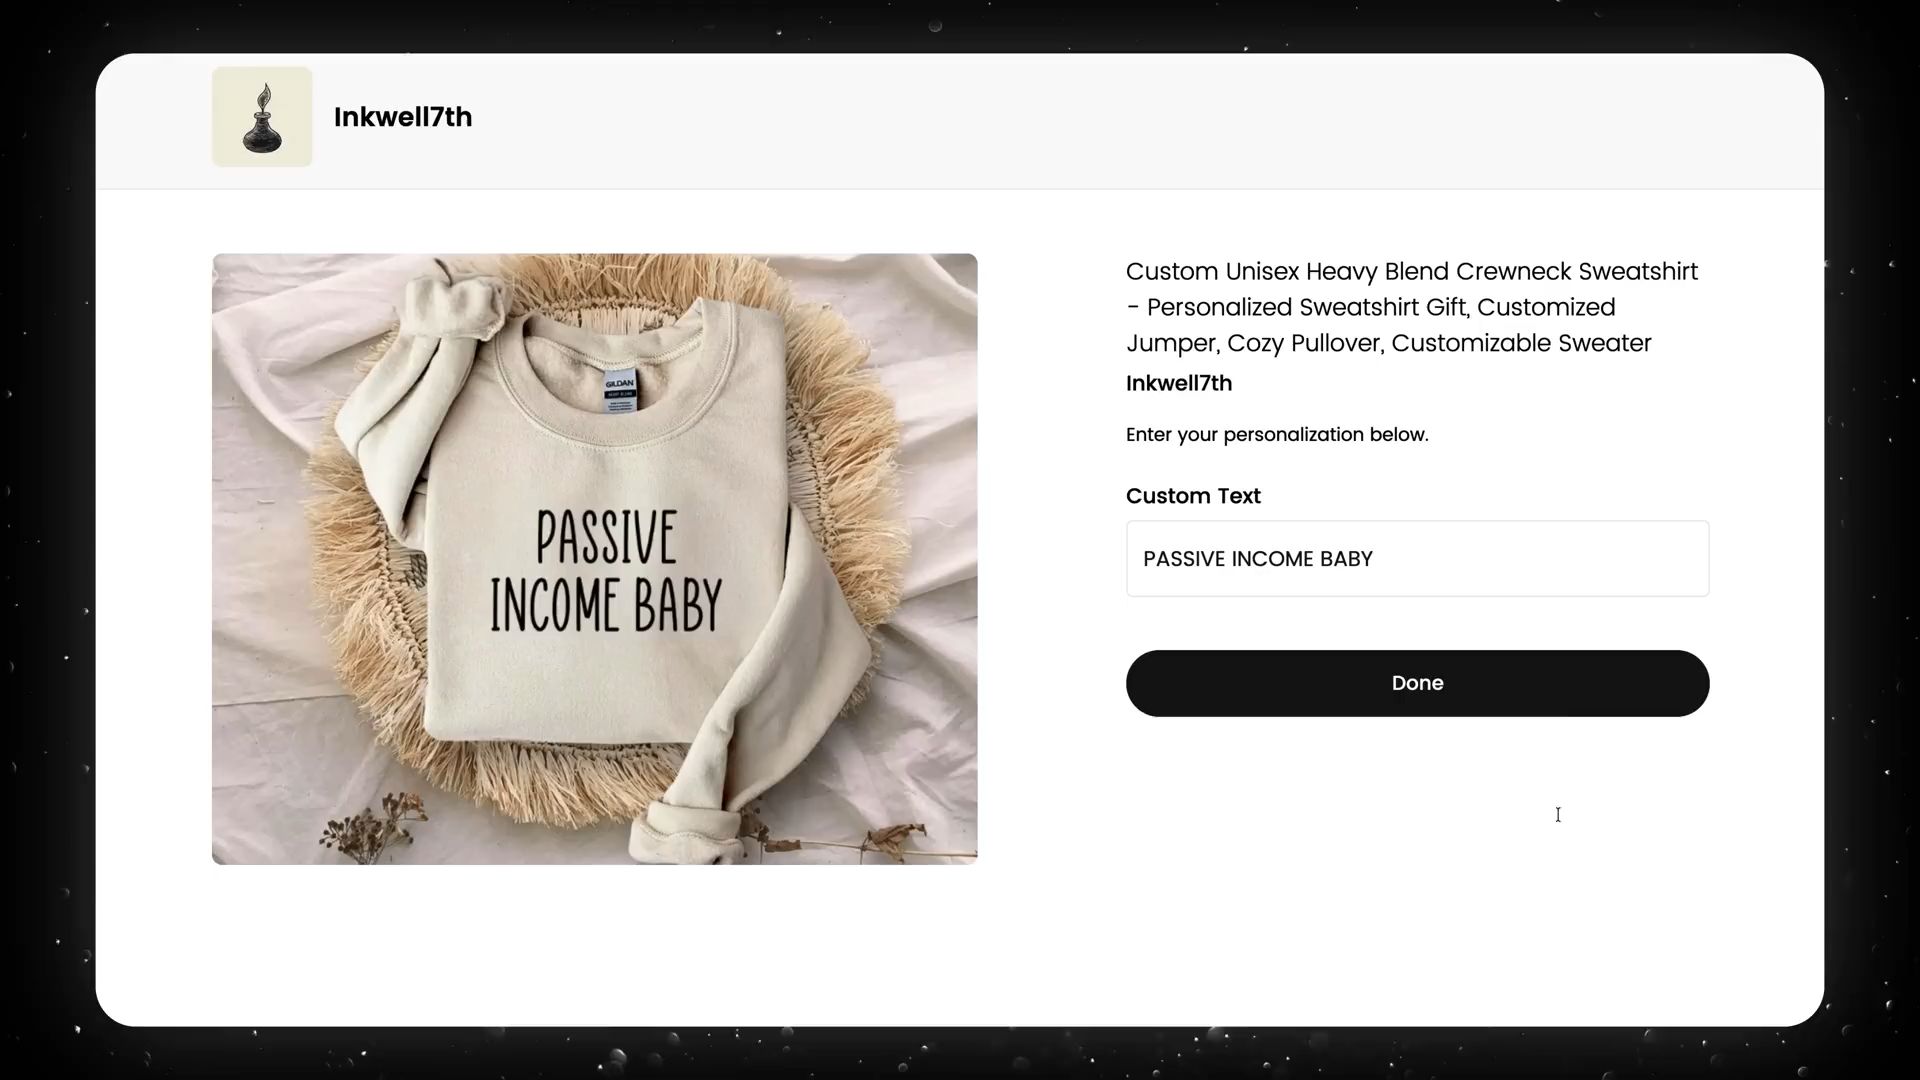 Inkwell7th
GILDAN
PASSIVE
INCOME BABY
Custom Unisex Heavy Blend Crewneck Sweatshirt
- Personalized Sweatshirt Gift, Customized
Jumper, Cozy Pullover, Customizable Sweater
Inkwell7th
Enter your personalization below.
Custom Text
PASSIVE INCOME BABY
Done